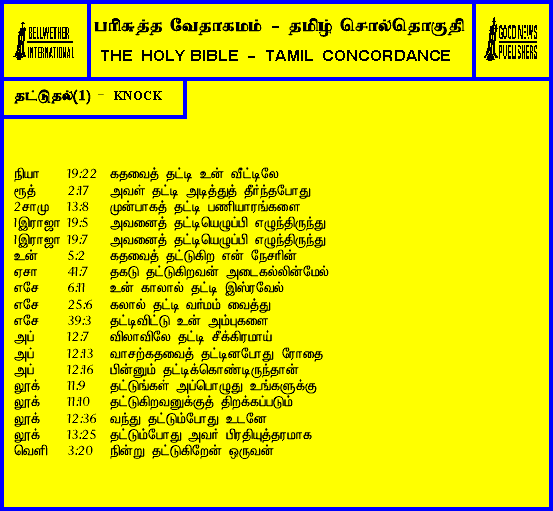 BELLWETHER
INTERNATIONAL
பரிசுத்த வேதாகமம் - தமிழ் சொல்தொகுதி
THE HOLY BIBLE - TAMIL CONCORDANCE
GOOD NEWS
PUBLISHERS
தட்டுதல்(1) - KNOCK
நியா 19:22 கதவைத் தட்டி உன் வீட்டிலே
ரூத் 2:17 அவள் தட்டி அடித்துத் தீர்ந்தபோது
2சாமு 13:8 முன்பாகத் தட்டி பணியாரங்களை
1இராஜா 19:5 அவனைத் தட்டியெழுப்பி எழுந்திருந்து
1இராஜா 19:7 அவனைத் தட்டியெழுப்பி எழுந்திருந்து
உன் 5:2 கதவைத் தட்டுகிற என் நேசரின்
ஏசா 41:7 தகடு தட்டுகிறவன் அடைகல்லின்மேல்
எசே 6:11 உன் காலால் தட்டி இஸ்ரவேல்
எசே 25:6 கலால் தட்டி வர்மம் வைத்து
எசே 39:3 தட்டிவிட்டு உன் அம்புகளை
அப் 12:7 விலாவிலே தட்டி சீக்கிரமாய்
அப் 12:13 வாசற்கதவைத் தட்டினபோது ரோதை
அப் 12:16 பின்னும் தட்டிக்கொண்டிருந்தான்
லூக் 11:9 தட்டுங்கள் அப்பொழுது உங்களுக்கு
லூக் 11:10 தட்டுகிறவனுக்குத் திறக்கப்படும்
லூக் 12:36 வந்து தட்டும்போது உடனே
லூக் 13:25 தட்டும்போது அவர் பிரதியுத்தரமாக
வெளி 3:20 நின்று தட்டுகிறேன் ஒருவன்